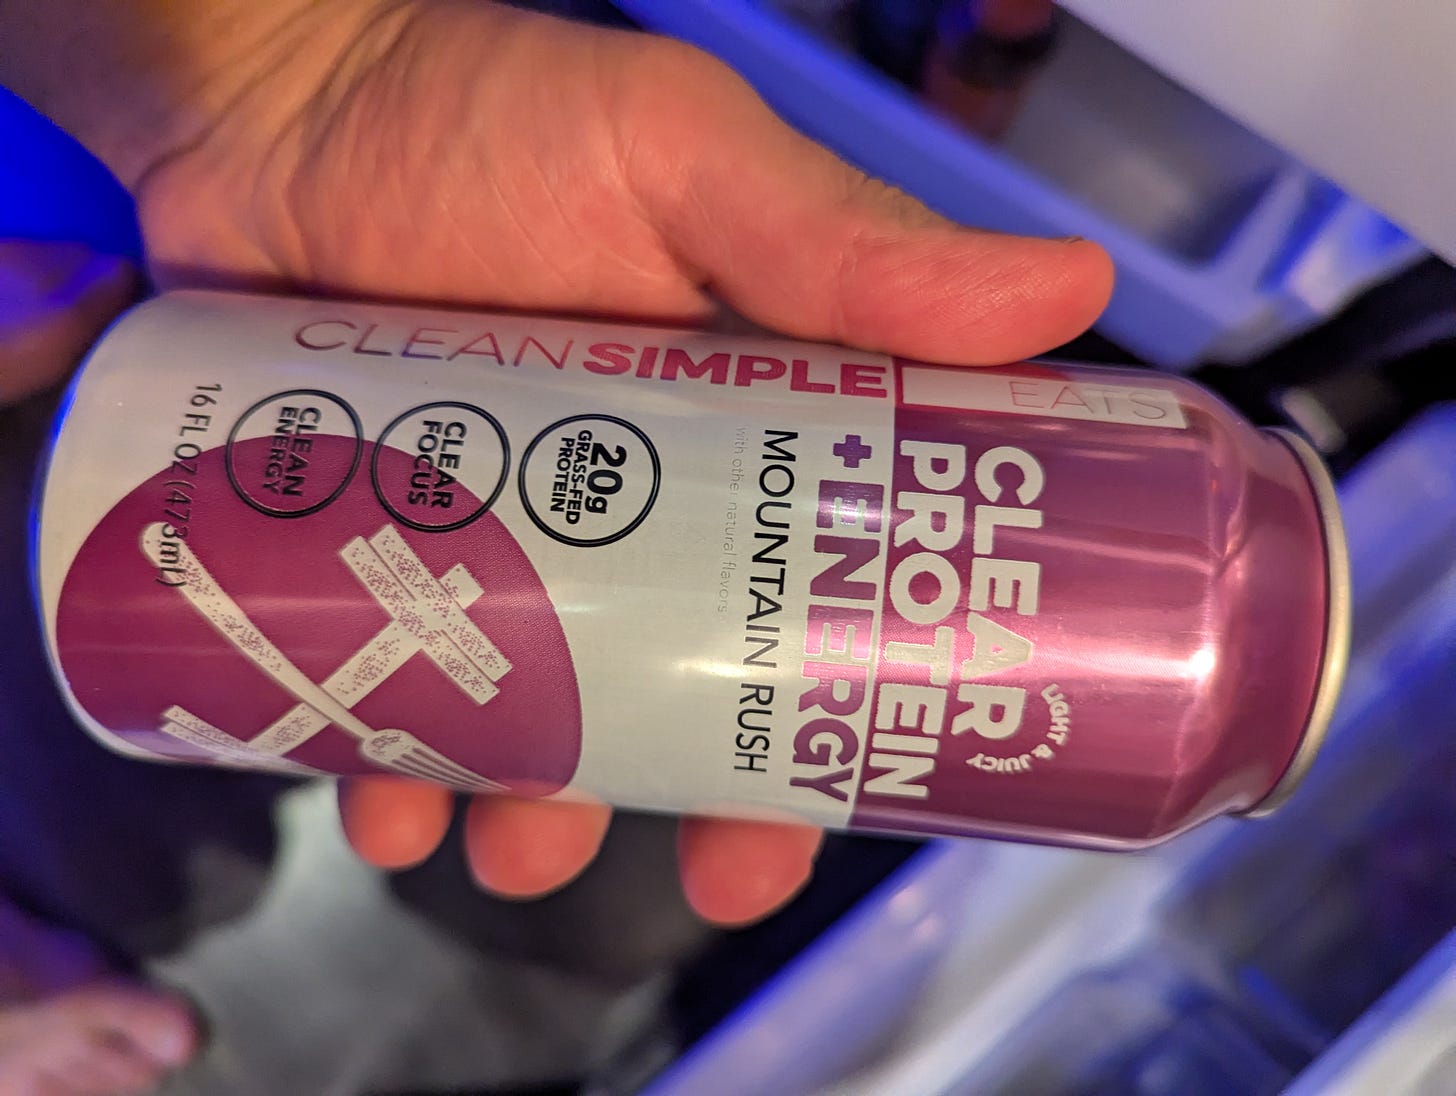 CLEAN SIMPLE EATS
LIGHT & JUICY
CLEAR
PROTEIN
+ENERGY
MOUNTAIN RUSH
with other natural flavors
20g
GRASS-FED
PROTEIN
CLEAR
FOCUS
CLEAN
ENERGY
16 FL OZ (473ml)